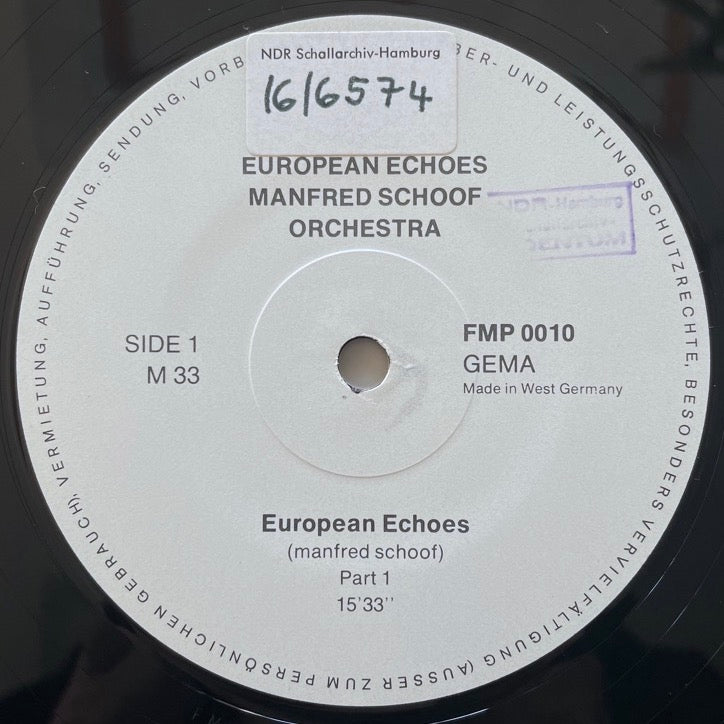 NDR Schallarchiv-Hamburg
16/6574
EUROPEAN ECHOES
MANFRED SCHOOF
ORCHESTRA
SIDE 1
M 33
FMP 0010
GEMA
Made in West Germany
European Echoes
(manfred schoof)
Part 1
15'33''
BER- UND LEISTUNGSSCHUTZRECHTE, BESONDERS VERVIELFÄLTIGUNG (AUSSER ZUM PERSÖNLICHEN GEBRAUCH), VERMIETUNG, AUFFÜHRUNG, SENDUNG, VORB